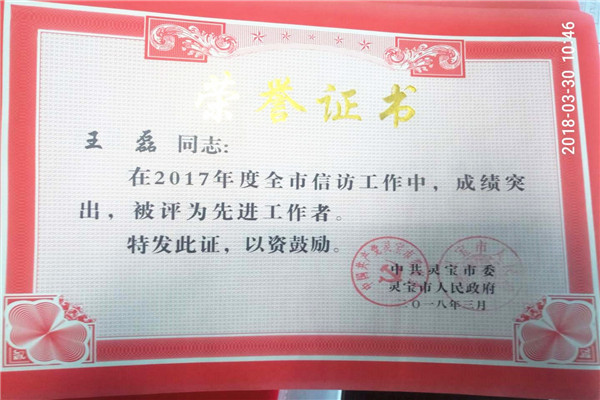 荣誉证书
王磊 同志:
在2017年度全市信访工作中,成绩突
出,被评为先进工作者。
特发此证,以资鼓励。
中共灵宝市委
灵宝市人民政府
二〇一八年三月
2018-03-30 10:46